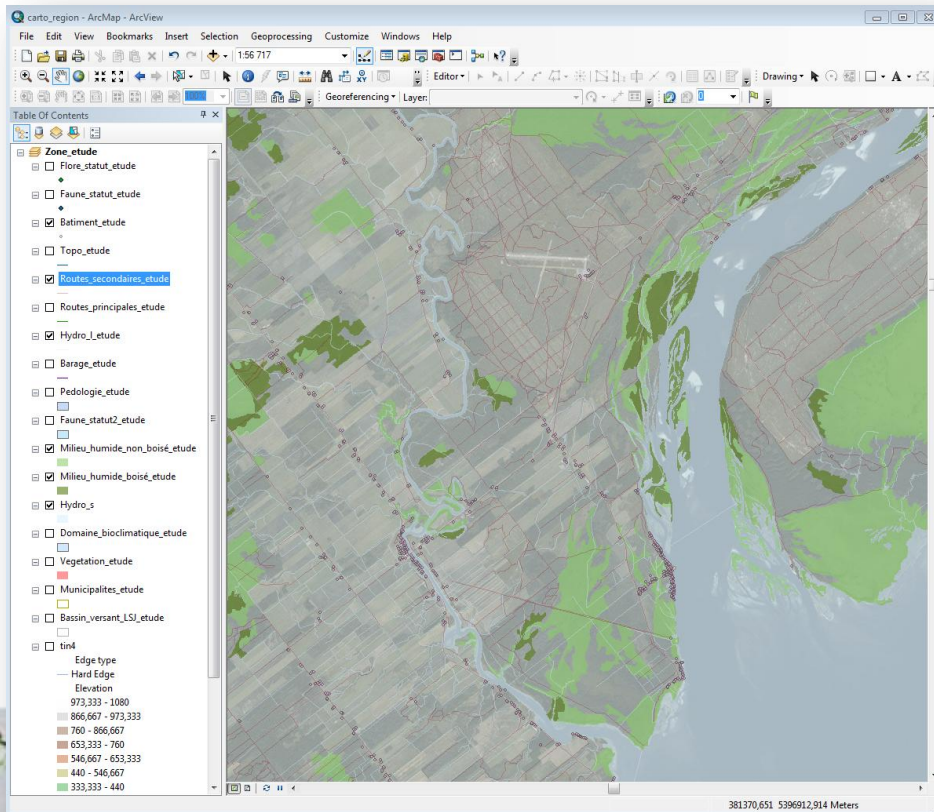 carto_region - ArcMap - ArcView
File Edit View Bookmarks Insert Selection Geoprocessing Customize Windows Help
1:56 717
Editor Drawing A
100% Georeferencing Layer: 0
Table Of Contents
Zone_etude
Flore_statut_etude
Faune_statut_etude
Batiment_etude
Topo_etude
Routes_secondaires_etude
Routes_principales_etude
Hydro_l_etude
Barage_etude
Pedologie_etude
Faune_statut2_etude
Milieu_humide_non_boisé_etude
Milieu_humide_boisé_etude
Hydro_s
Domaine_bioclimatique_etude
Vegetation_etude
Municipalites_etude
Bassin_versant_LSJ_etude
tin4
Edge type
Hard Edge
Elevation
973,333 - 1080
866,667 - 973,333
760 - 866,667
653,333 - 760
546,667 - 653,333
440 - 546,667
333,333 - 440
381370,651 5396912,914 Meters